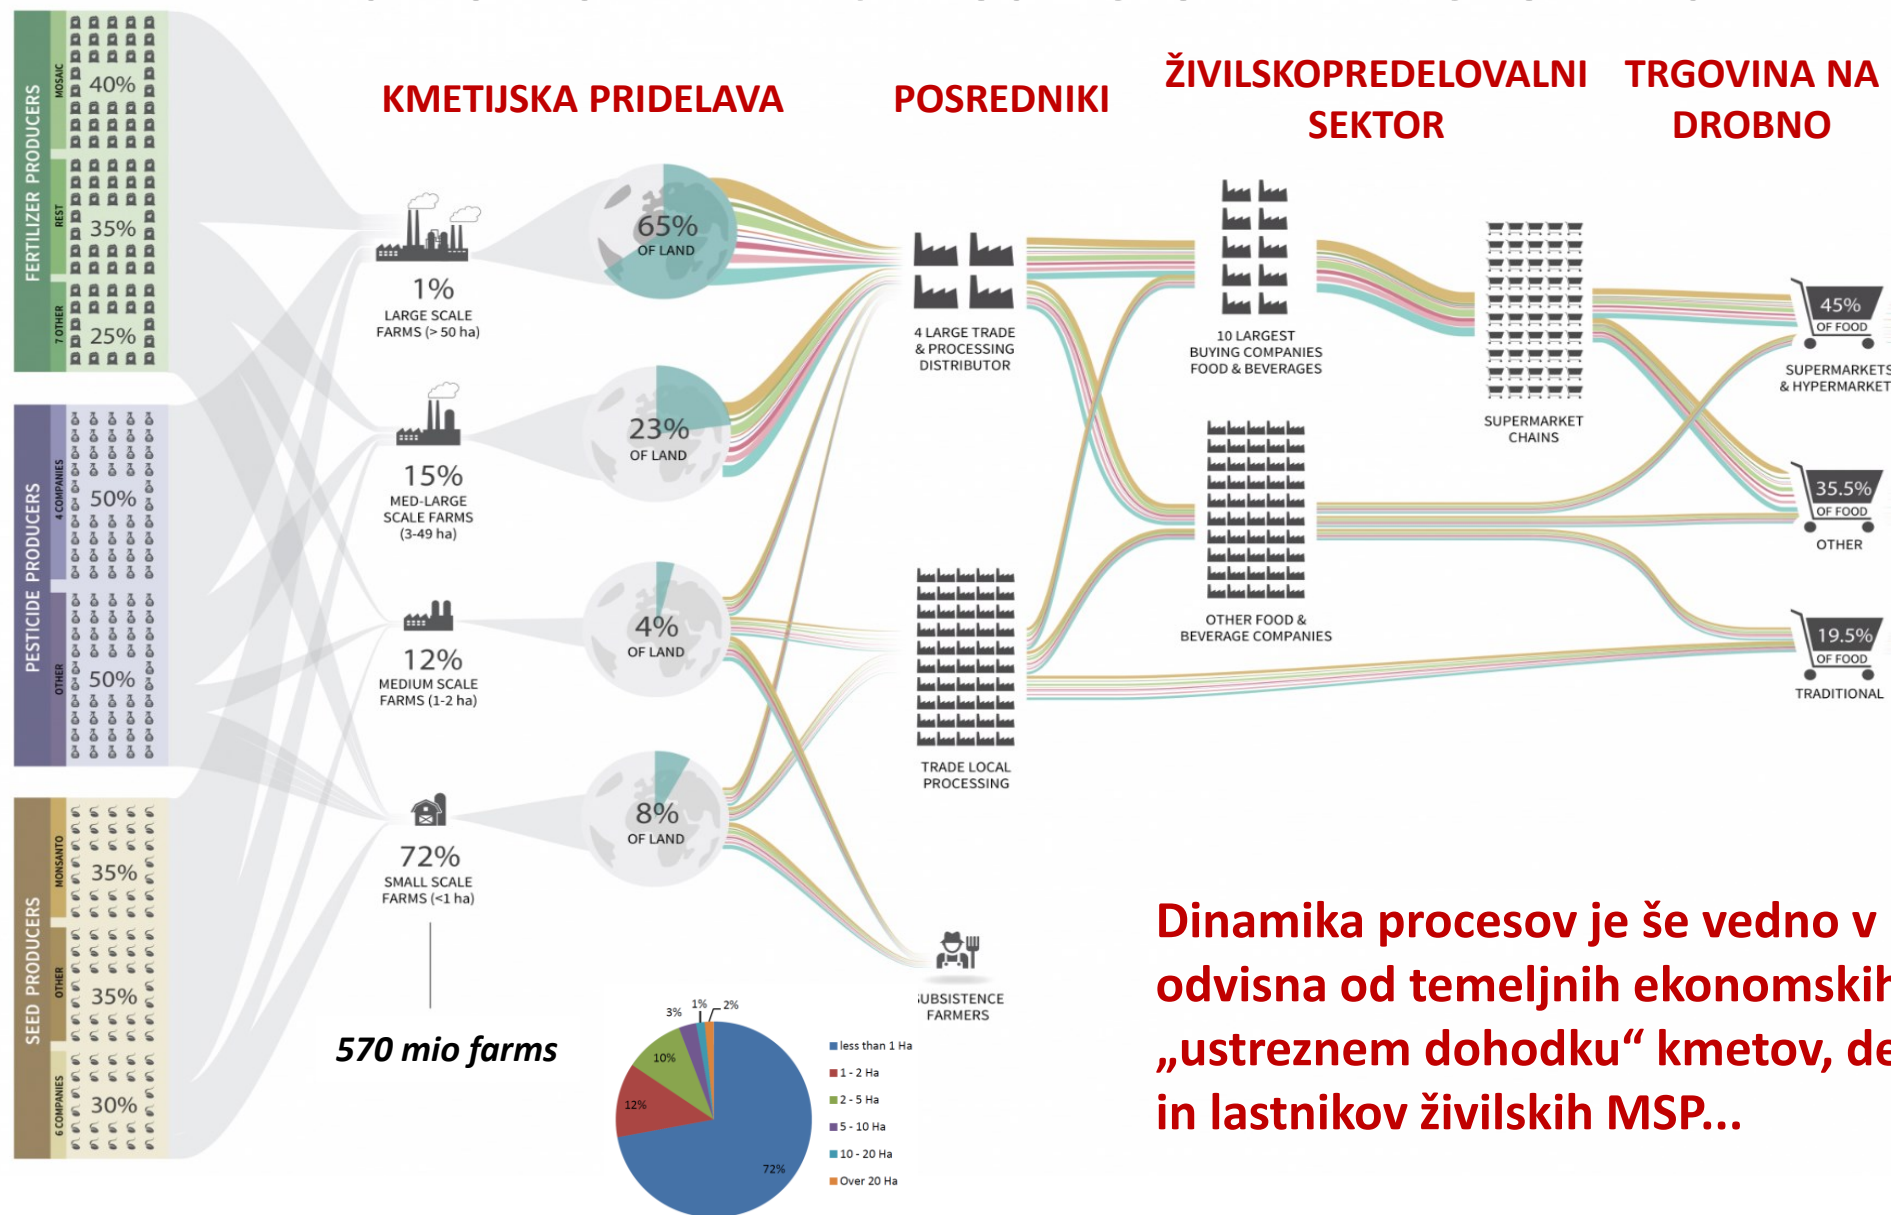 KMETIJSKA PRIDELAVA
POSREDNIKI
ŽIVILSKOPREDELOVALNI
SEKTOR
TRGOVINA NA
DROBNO
FERTILIZER PRODUCERS
MOSAIC
40%
REST
35%
7 OTHER
25%
PESTICIDE PRODUCERS
4 COMPANIES
50%
OTHER
50%
SEED PRODUCERS
MONSANTO
35%
OTHER
35%
6 COMPANIES
30%
1%
LARGE SCALE
FARMS (> 50 ha)
15%
MED-LARGE
SCALE FARMS
(3-49 ha)
12%
MEDIUM SCALE
FARMS (1-2 ha)
72%
SMALL SCALE
FARMS (<1 ha)
570 mio farms
65%
OF LAND
23%
OF LAND
4%
OF LAND
8%
OF LAND
4 LARGE TRADE
& PROCESSING
DISTRIBUTOR
TRADE LOCAL
PROCESSING
UBSISTENCE
FARMERS
10 LARGEST
BUYING COMPANIES
FOOD & BEVERAGES
OTHER FOOD &
BEVERAGE COMPANIES
SUPERMARKET
CHAINS
45%
OF FOOD
SUPERMARKETS
& HYPERMARKET
35.5%
OF FOOD
OTHER
19.5%
OF FOOD
TRADITIONAL
3%
1%
2%
10%
12%
72%
less than 1 Ha
1 - 2 Ha
2 - 5 Ha
5 - 10 Ha
10 - 20 Ha
Over 20 Ha
Dinamika procesov je še vedno v
odvisna od temeljnih ekonomskih
„ustreznem dohodku“ kmetov, de
in lastnikov živilskih MSP...